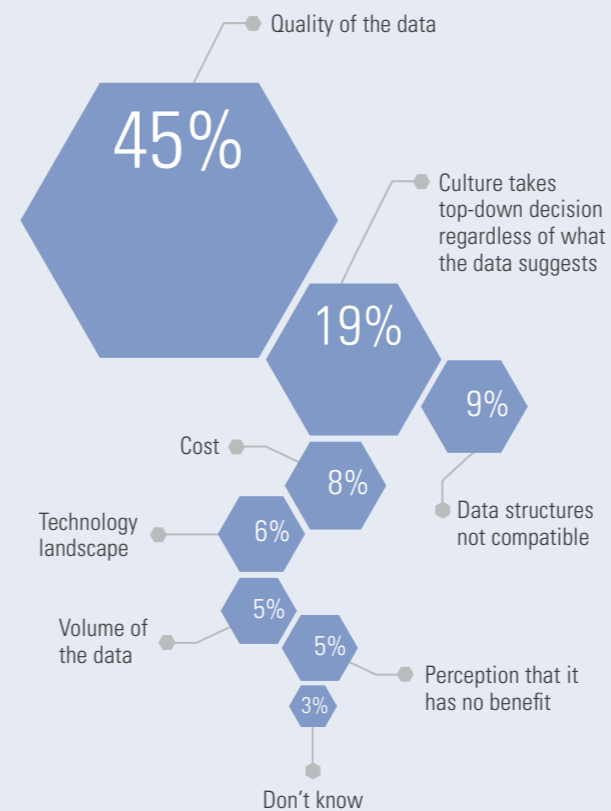 Quality of the data
45%
Culture takes
top-down decision
regardless of what
the data suggests
19%
9%
Data structures
not compatible
Cost
8%
Technology
landscape
6%
Volume of
the data
5%
5%
Perception that it
has no benefit
3%
Don't know